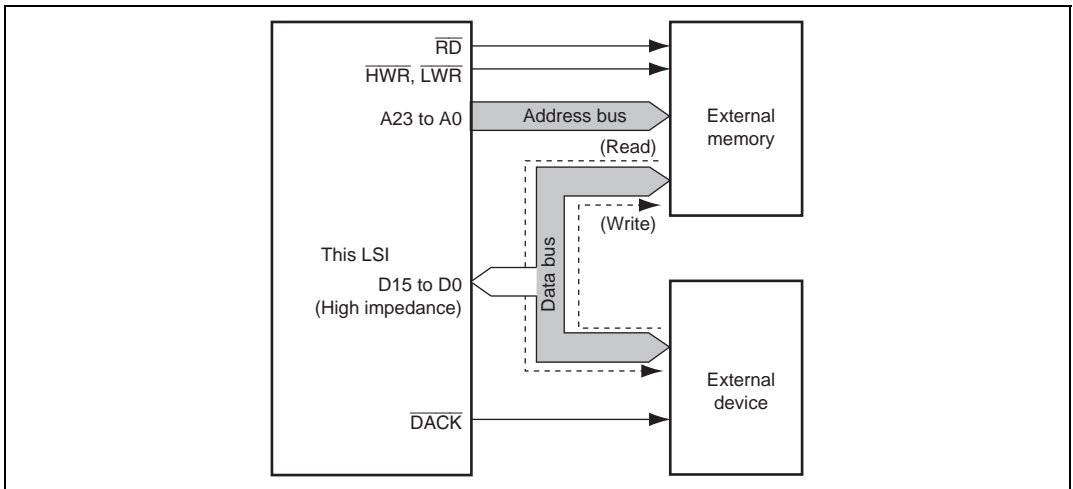 RD
HWR, LWR
A23 to A0
Address bus
External
memory
(Read)
(Write)
Data bus
This LSI
D15 to D0
(High impedance)
External
device
DACK